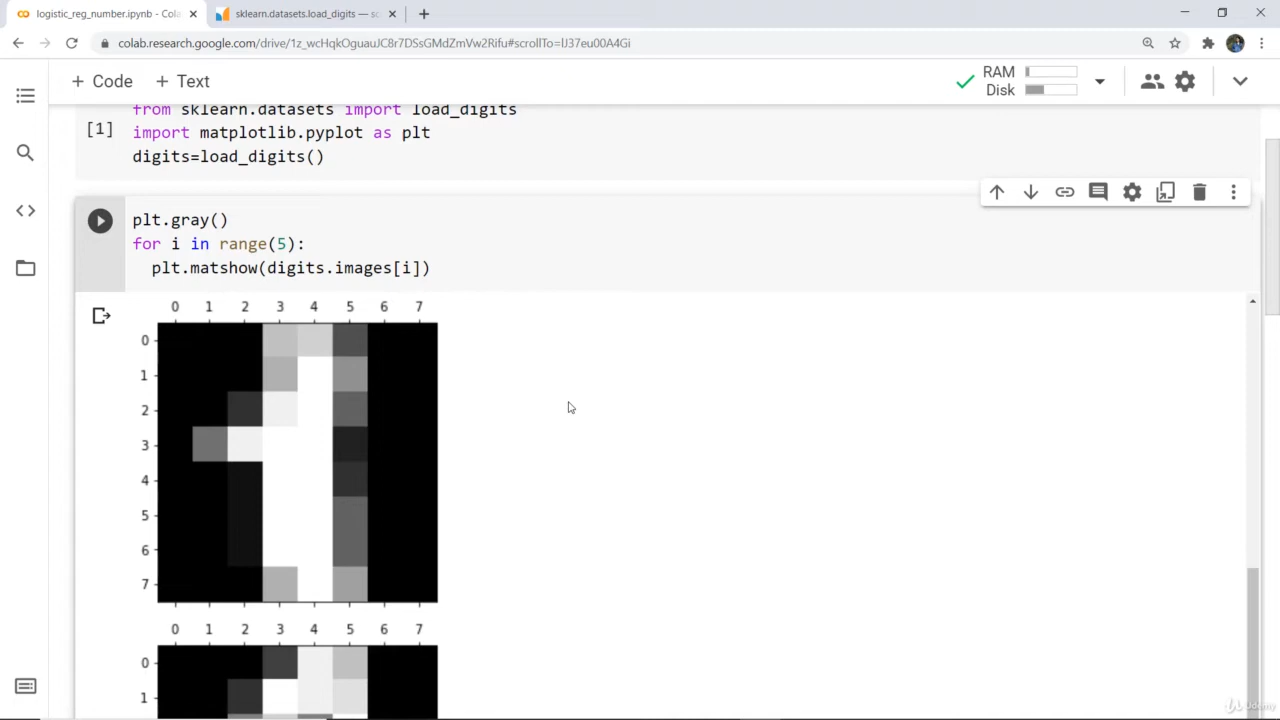 logistic_reg_number.ipynb - Cola
sklearn.datasets.load_digits — sc
colab.research.google.com/drive/1z_wcHqkOguauJC8r7DSsGMdZmVw2Rifu#scrollTo=lJ37eu00A4Gi
+ Code + Text
RAM
Disk
from sklearn.datasets import load_digits
[1] import matplotlib.pyplot as plt
digits=load_digits()
plt.gray()
for i in range(5):
plt.matshow(digits.images[i])
0 1 2 3 4 5 6 7
0
1
2
3
4
5
6
7
0 1 2 3 4 5 6 7
0
1
Udemy